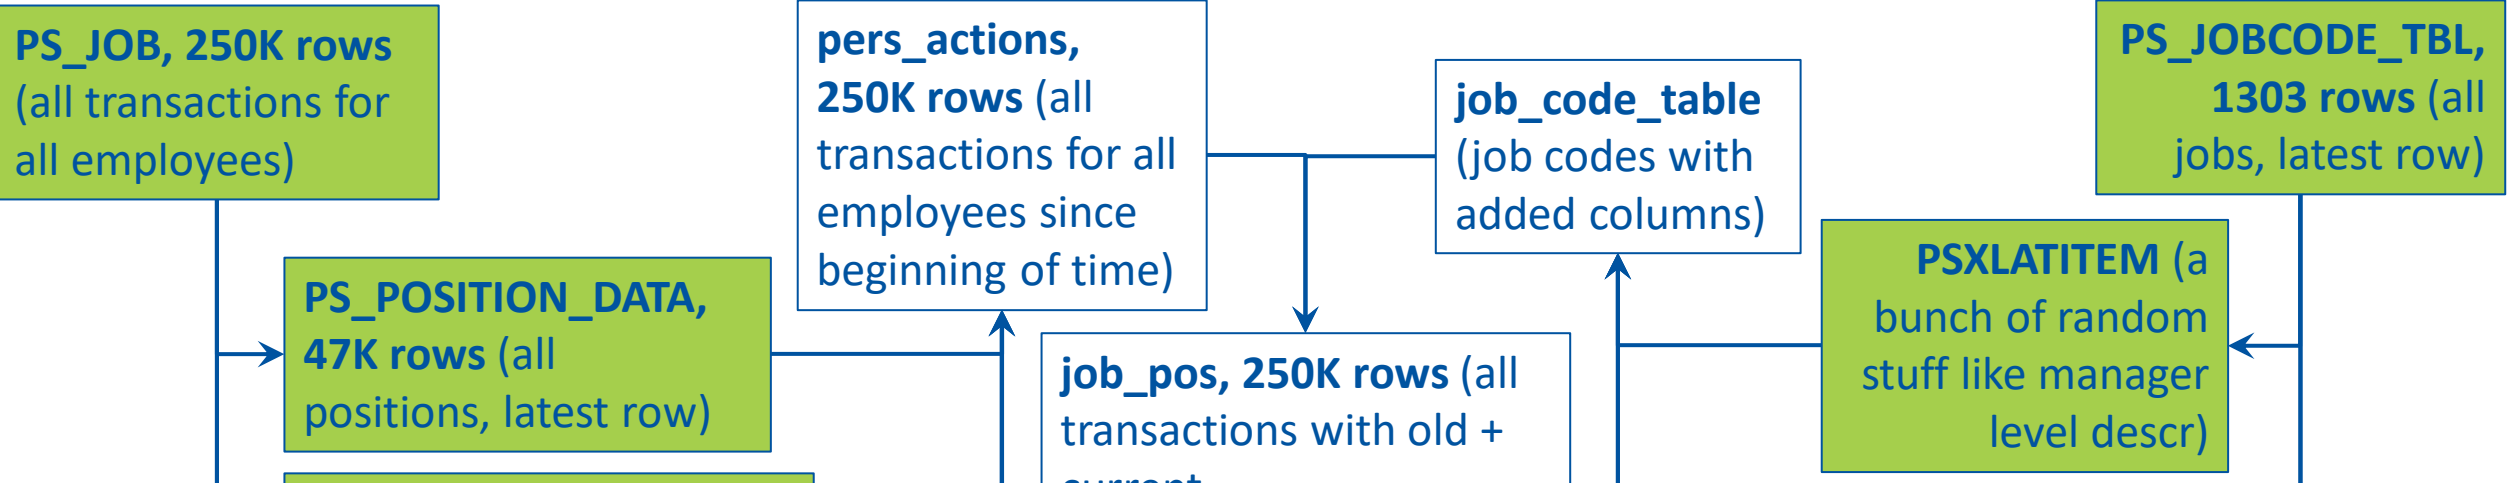 PS_JOB, 250K rows
(all transactions for
all employees)
pers_actions,
250K rows (all
transactions for all
employees since
beginning of time)
job_code_table
(job codes with
added columns)
PS_JOBCODE_TBL,
1303 rows (all
jobs, latest row)
PS_POSITION_DATA,
47K rows (all
positions, latest row)
job_pos, 250K rows (all
transactions with old +
current
PSXLATITEM (a
bunch of random
stuff like manager
level descr)